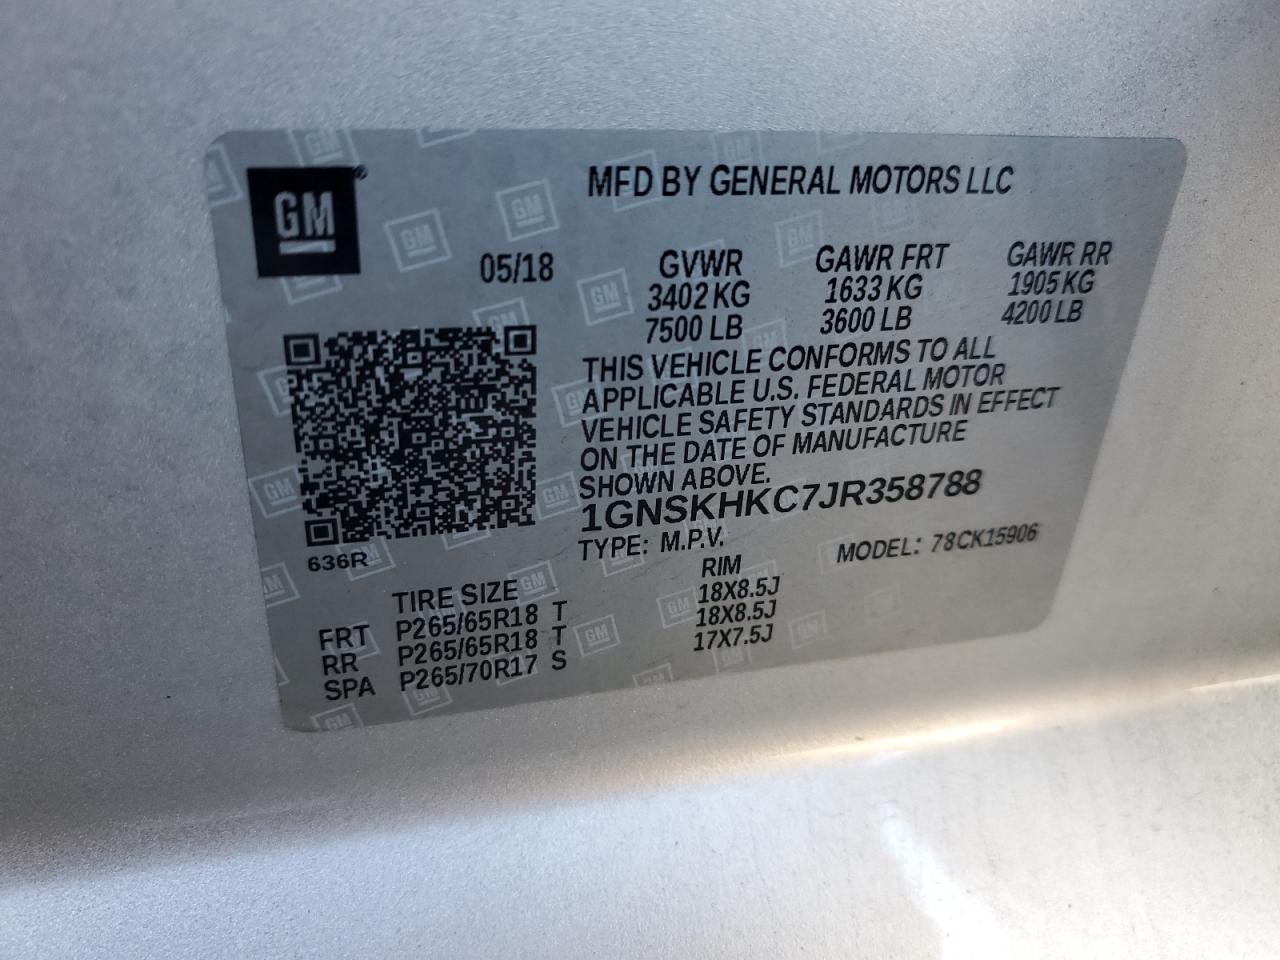 GM®
MFD BY GENERAL MOTORS LLC
05/18
GVWR GAWR FRT GAWR RR
3402 KG 1633 KG 1905 KG
7500 LB 3600 LB 4200 LB
THIS VEHICLE CONFORMS TO ALL
APPLICABLE U.S. FEDERAL MOTOR
VEHICLE SAFETY STANDARDS IN EFFECT
ON THE DATE OF MANUFACTURE
SHOWN ABOVE.
1GNSKHKC7JR358788
TYPE: M.P.V. MODEL: 78CK15906
636R
TIRE SIZE RIM
FRT P265/65R18 T 18X8.5J
RR P265/65R18 T 18X8.5J
SPA P265/70R17 S 17X7.5J